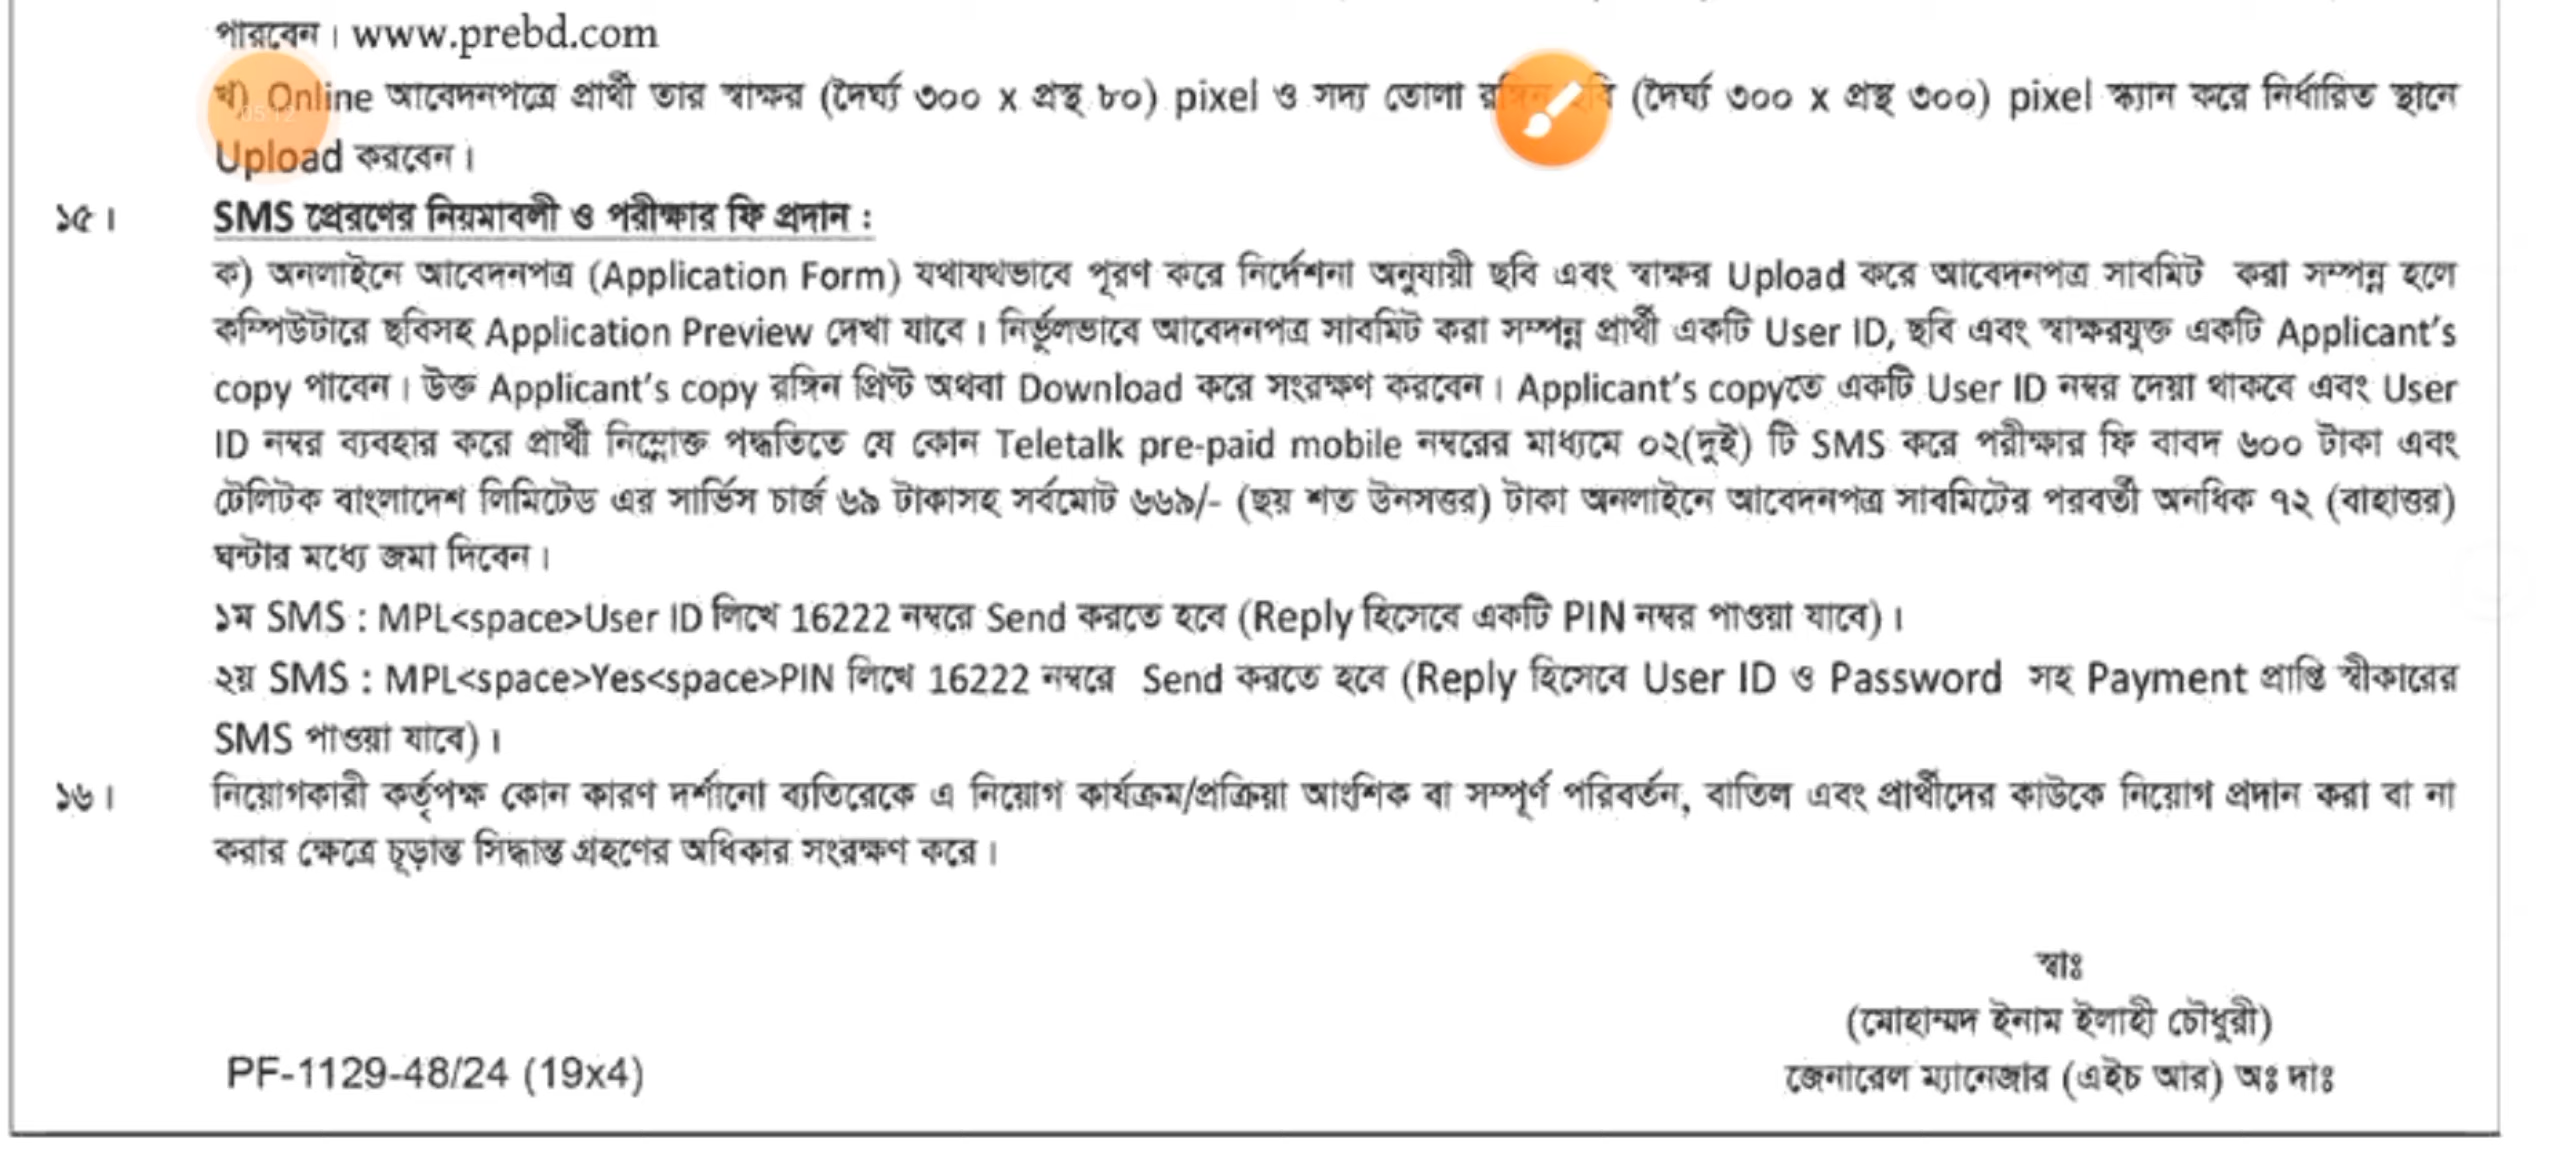 পারবেন। www.prebd.com
খ) Online আবেদনপত্রে প্রার্থী তার স্বাক্ষর (দৈর্ঘ্য ৩০০ x প্রস্থ ৮০) pixel ও সদ্য তোলা রঙ্গিন ছবি (দৈর্ঘ্য ৩০০ x প্রস্থ ৩০০) pixel স্ক্যান করে নির্ধারিত স্থানে
05:12
Upload করবেন।
১৫। SMS প্রেরণের নিয়মাবলী ও পরীক্ষার ফি প্রদান :
ক) অনলাইনে আবেদনপত্র (Application Form) যথাযথভাবে পূরণ করে নির্দেশনা অনুযায়ী ছবি এবং স্বাক্ষর Upload করে আবেদনপত্র সাবমিট করা সম্পন্ন হলে
কম্পিউটারে ছবিসহ Application Preview দেখা যাবে। নির্ভুলভাবে আবেদনপত্র সাবমিট করা সম্পন্ন প্রার্থী একটি User ID, ছবি এবং স্বাক্ষরযুক্ত একটি Applicant's
copy পাবেন। উক্ত Applicant's copy রঙ্গিন প্রিন্ট অথবা Download করে সংরক্ষণ করবেন। Applicant's copyতে একটি User ID নম্বর দেয়া থাকবে এবং User
ID নম্বর ব্যবহার করে প্রার্থী নিম্নোক্ত পদ্ধতিতে যে কোন Teletalk pre-paid mobile নম্বরের মাধ্যমে ০২(দুই) টি SMS করে পরীক্ষার ফি বাবদ ৬০০ টাকা এবং
টেলিটক বাংলাদেশ লিমিটেড এর সার্ভিস চার্জ ৬৯ টাকাসহ সর্বমোট ৬৬৯/- (ছয় শত উনসত্তর) টাকা অনলাইনে আবেদনপত্র সাবমিটের পরবর্তী অনধিক ৭২ (বাহাত্তর)
ঘন্টার মধ্যে জমা দিবেন।
১ম SMS : MPL<space>User ID লিখে 16222 নম্বরে Send করতে হবে (Reply হিসেবে একটি PIN নম্বর পাওয়া যাবে)।
২য় SMS : MPL<space>Yes<space>PIN লিখে 16222 নম্বরে Send করতে হবে (Reply হিসেবে User ID ও Password সহ Payment প্রাপ্তি স্বীকারের
SMS পাওয়া যাবে)।
১৬। নিয়োগকারী কর্তৃপক্ষ কোন কারণ দর্শানো ব্যতিরেকে এ নিয়োগ কার্যক্রম/প্রক্রিয়া আংশিক বা সম্পূর্ণ পরিবর্তন, বাতিল এবং প্রার্থীদের কাউকে নিয়োগ প্রদান করা বা না
করার ক্ষেত্রে চূড়ান্ত সিদ্ধান্ত গ্রহণের অধিকার সংরক্ষণ করে।
স্বাঃ
(মোহাম্মদ ইনাম ইলাহী চৌধুরী)
জেনারেল ম্যানেজার (এইচ আর) অঃ দাঃ
PF-1129-48/24 (19x4)